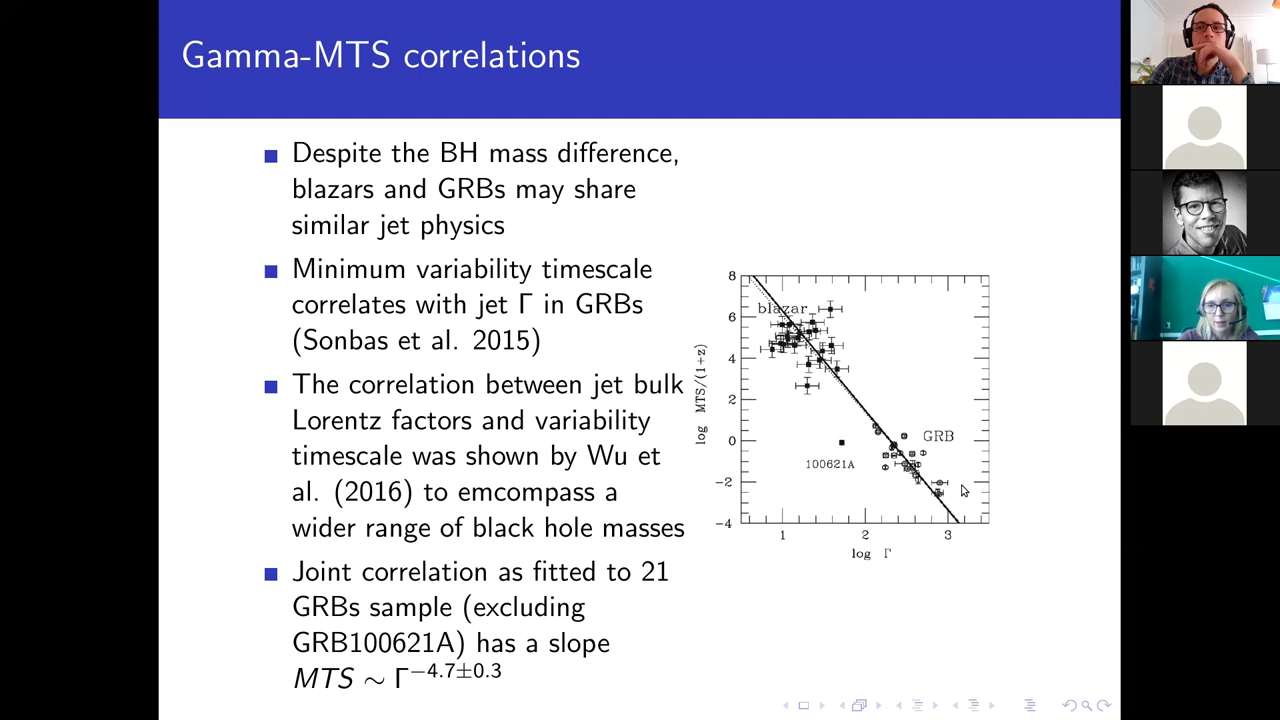 Gamma-MTS correlations
Despite the BH mass difference,
blazars and GRBs may share
similar jet physics
Minimum variability timescale
correlates with jet Γ in GRBs
(Sonbas et al. 2015)
The correlation between jet bulk
Lorentz factors and variability
timescale was shown by Wu et
al. (2016) to emcompass a
wider range of black hole masses
Joint correlation as fitted to 21
GRBs sample (excluding
GRB100621A) has a slope
MTS ∼ Γ^−4.7±0.3
8
6
4
2
0
−2
−4
log MTS/(1+z)
blazar
GRB
100621A
1 2 3
log Γ